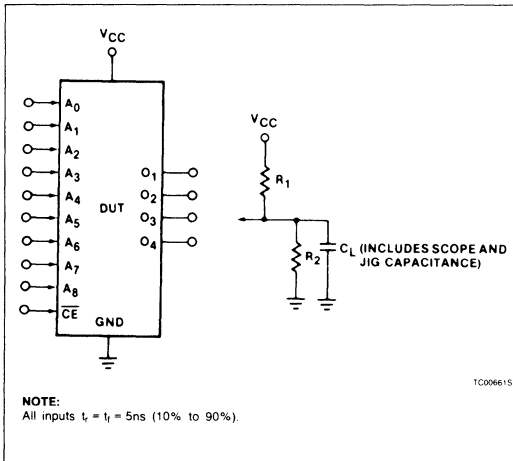 VCC
A0
A1
A2
A3
A4
A5
A6
A7
A8
CE
DUT
O1
O2
O3
O4
GND
VCC
R1
R2
CL (INCLUDES SCOPE AND
JIG CAPACITANCE)
TC00661S
NOTE:
All inputs tr = tf = 5ns (10% to 90%).